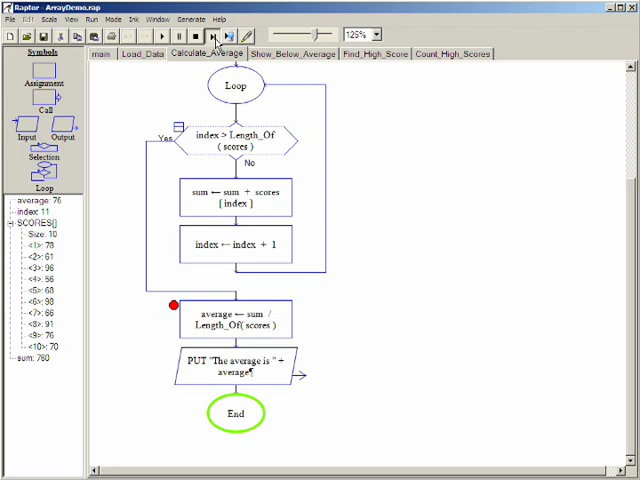 Raptor - ArrayDemo.rap
File Edit Scale View Run Mode Ink Window Generate Help
125%
Symbols
Assignment
Call
Input Output
Selection
Loop
average: 76
index: 11
SCORES[]
Size: 10
<1>: 78
<2>: 61
<3>: 96
<4>: 56
<5>: 68
<6>: 98
<7>: 66
<8>: 91
<9>: 76
<10>: 70
sum: 760
main Load_Data Calculate_Average Show_Below_Average Find_High_Score Count_High_Scores
Loop
index > Length_Of
( scores )
Yes
No
sum ← sum + scores
[ index ]
index ← index + 1
average ← sum /
Length_Of( scores )
PUT "The average is " +
average¶
End